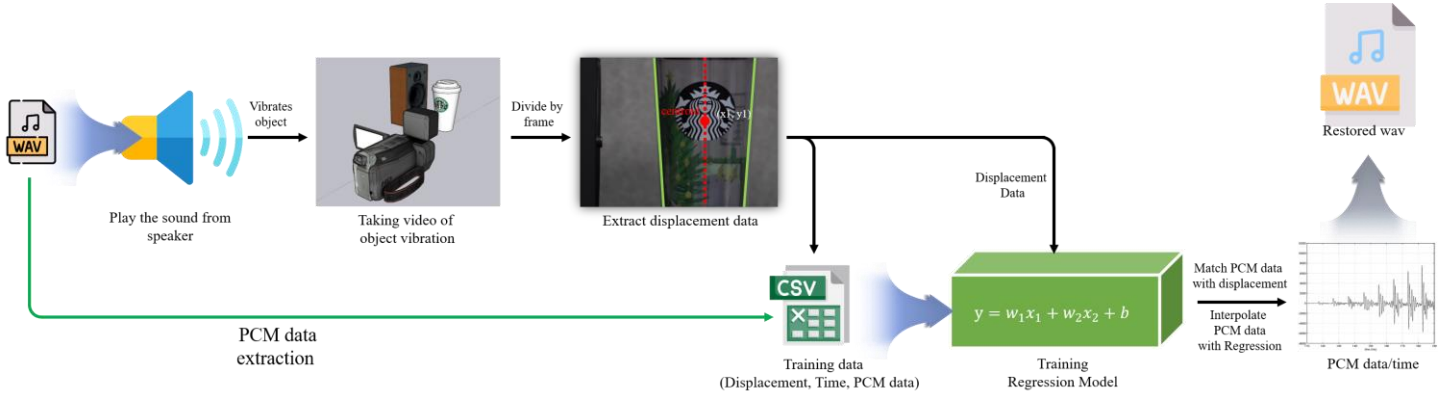 WAV
Play the sound from
speaker
Vibrates
object
Taking video of
object vibration
Divide by
frame
(x1, y1)
Extract displacement data
Displacement
Data
PCM data
extraction
CSV
Training data
(Displacement, Time, PCM data)
y = w₁x₁ + w₂x₂ + b
Training
Regression Model
Match PCM data
with displacement
Interpolate
PCM data
with Regression
PCM data/time
WAV
Restored wav